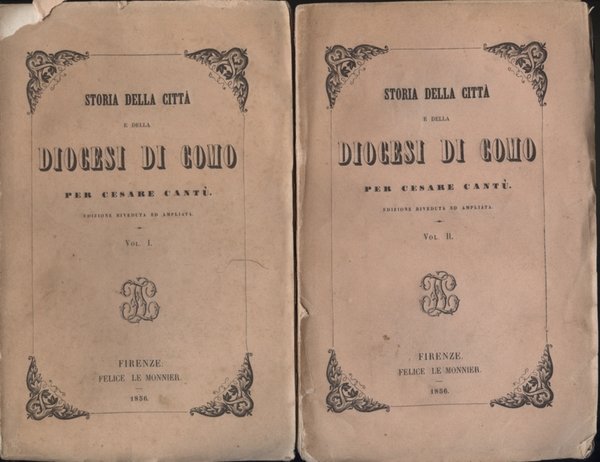 STORIA DELLA CITTÀ
E DELLA
DIOCESI DI COMO
PER CESARE CANTÙ.
EDIZIONE RIVEDUTA ED AMPLIATA.
VOL. I.
FIRENZE.
FELICE LE MONNIER.
1856.
STORIA DELLA CITTÀ
E DELLA
DIOCESI DI COMO
PER CESARE CANTÙ.
EDIZIONE RIVEDUTA ED AMPLIATA.
VOL. II.
FIRENZE.
FELICE LE MONNIER.
1856.